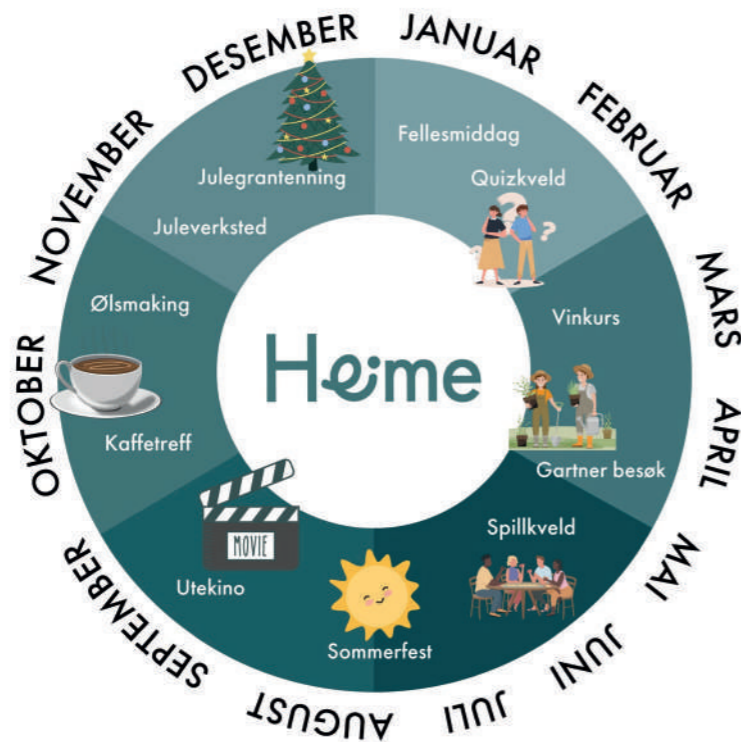 JANUAR
FEBRUAR
MARS
APRIL
MAI
JUNI
JULI
AUGUST
SEPTEMBER
OKTOBER
NOVEMBER
DESEMBER
Fellesmiddag
Quizkveld
Vinkurs
Gartner besøk
Spillkveld
Sommerfest
MOVIE
Utekino
Kaffetreff
Ølsmaking
Juleverksted
Julegrantenning
Heime